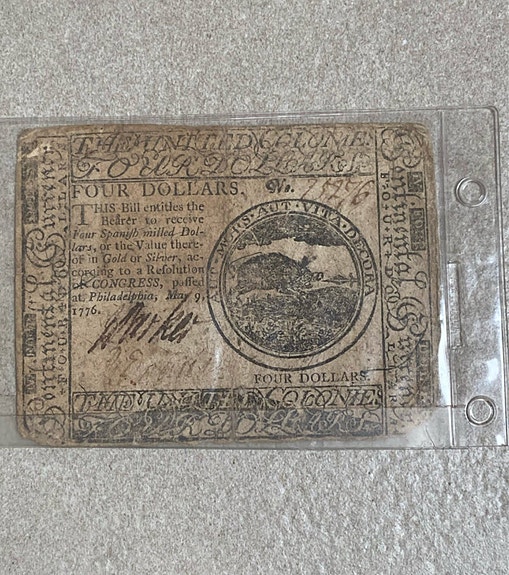 THE UNITED COLONIES
FOUR DOLLARS.
Continental Currency
FOUR DOLLARS. No.
THIS Bill entitles the
Bearer to receive
Four Spanish milled Dol-
lars, or the Value there-
of in Gold or Silver, ac-
cording to a Resolution
of CONGRESS, passed
at Philadelphia, May 9,
1776.
AUT MORS AUT VITA DECORA
FOUR DOLLARS.
Continental Currency
THE UNITED COLONIES
FOUR DOLLARS